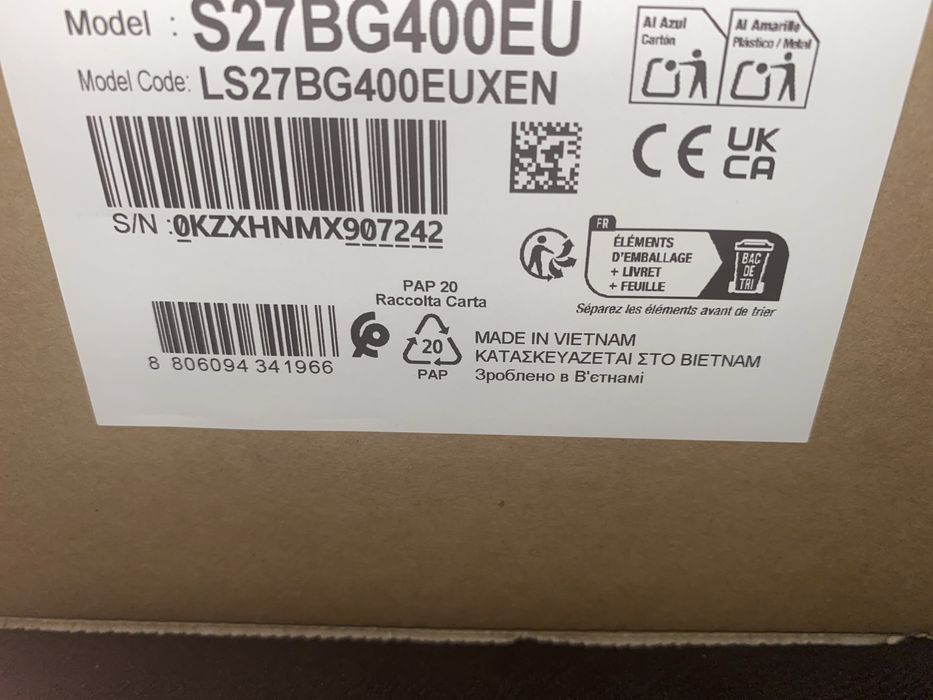 Model : S27BG400EU
Model Code: LS27BG400EUXEN
Al Azul
Cartón
Al Amarillo
Plástico / Metal
UK
CA
S/N :0KZXHNMX907242
FR
ÉLÉMENTS
D'EMBALLAGE
+ LIVRET
+ FEUILLE
BAC
DE
TRI
Séparez les éléments avant de trier
PAP 20
Raccolta Carta
8 806094 341966
20
PAP
MADE IN VIETNAM
ΚΑΤΑΣΚΕΥΑΖΕΤΑΙ ΣΤΟ ΒΙΕΤΝΑΜ
Зроблено в В'єтнамі